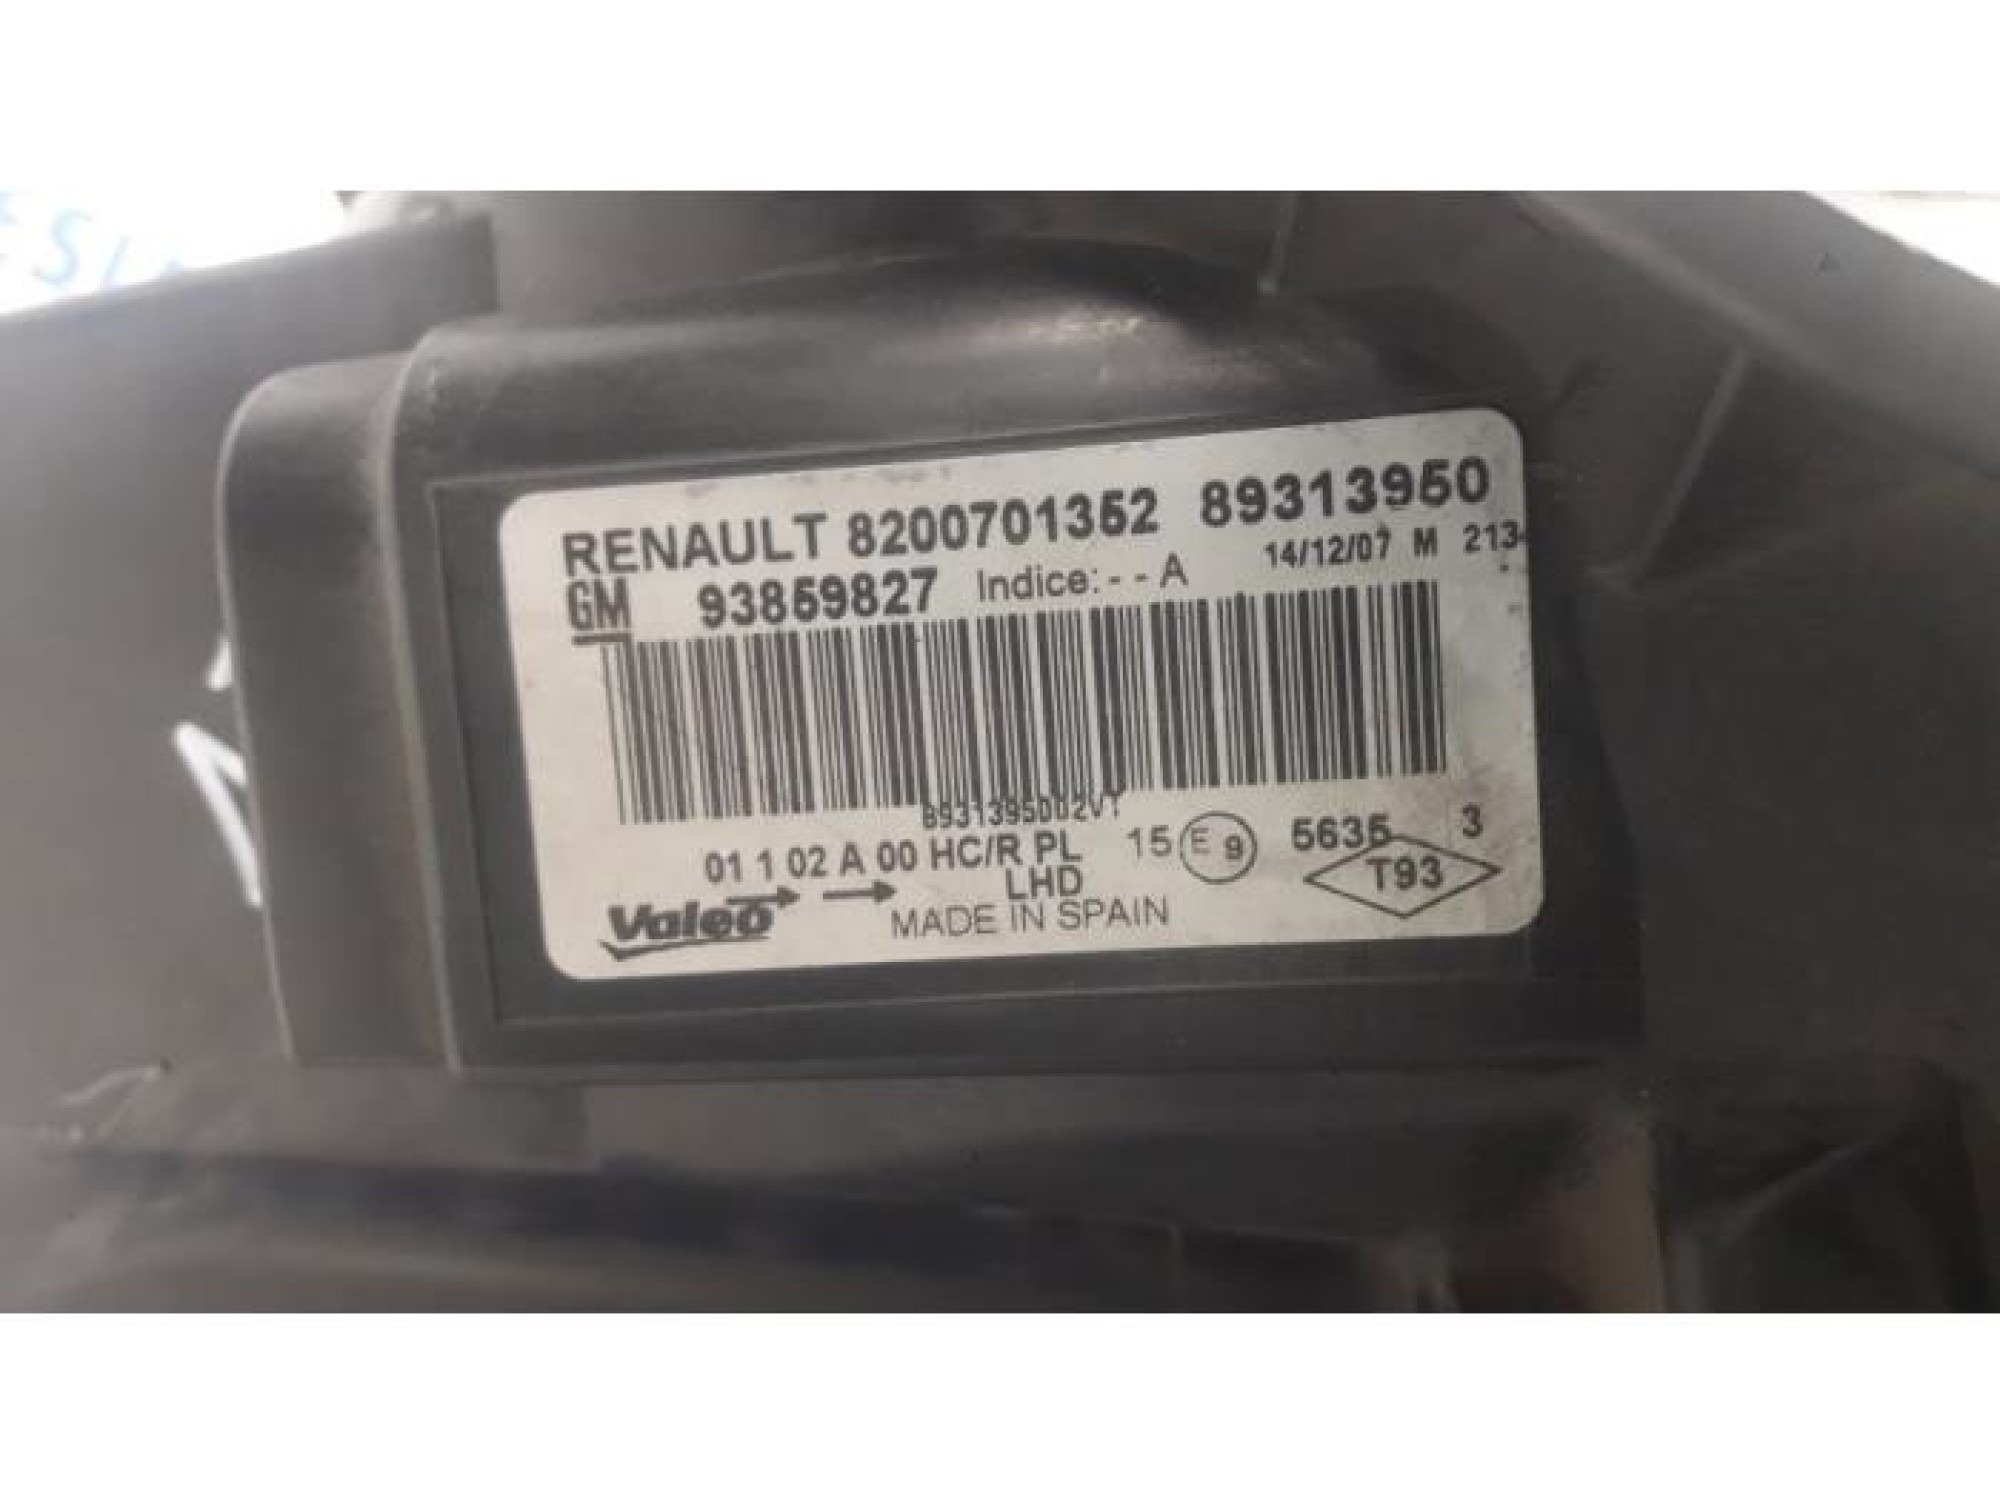 RENAULT 8200701352 89313950
GM 93859827 Indice: - - A 14/12/07 M 213
8931395002V1
01 1 02 A 00 HC/R PL 15 E 9 5635 3
LHD T93
Valeo MADE IN SPAIN